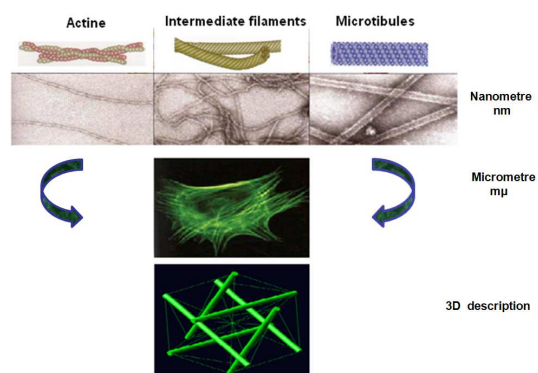 Actine
Intermediate filaments
Microtibules
Nanometre
nm
Micrometre
mµ
3D description